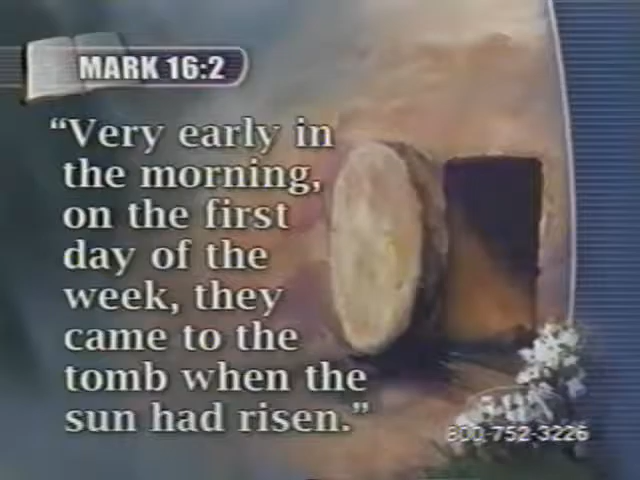 MARK 16:2
“Very early in
the morning,
on the first
day of the
week, they
came to the
tomb when the
sun had risen.”
800-752-3226